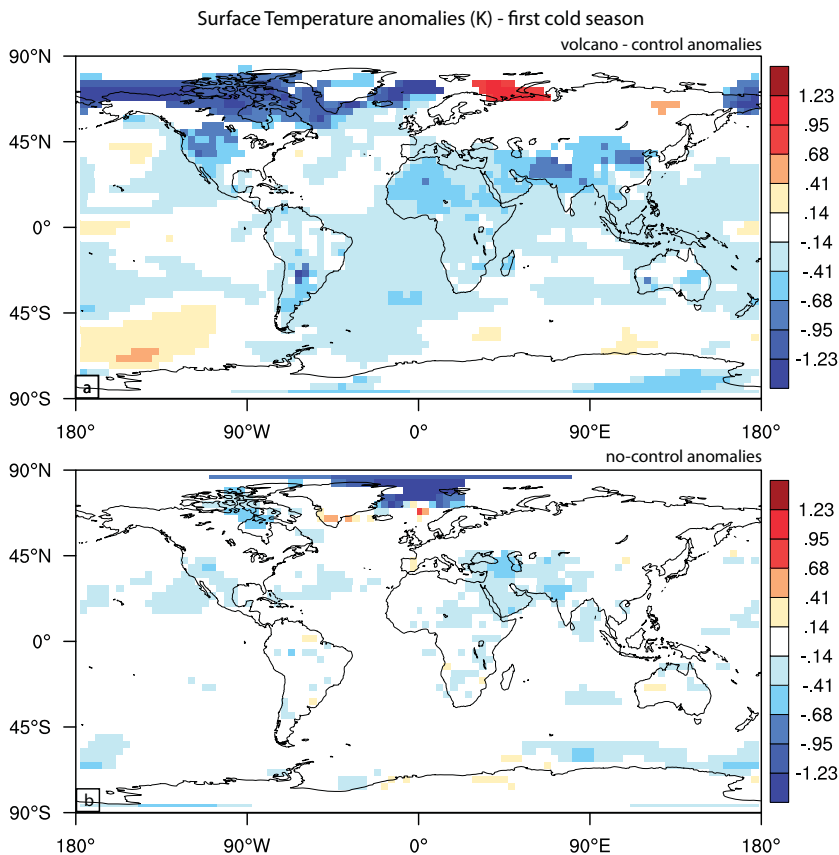 Surface Temperature anomalies (K) - first cold season
volcano - control anomalies
90°N
45°N
0°
45°S
90°S
a
180° 90°W 0° 90°E 180°
1.23
.95
.68
.41
.14
-.14
-.41
-.68
-.95
-1.23
no-control anomalies
90°N
45°N
0°
45°S
90°S
b
180° 90°W 0° 90°E 180°
1.23
.95
.68
.41
.14
-.14
-.41
-.68
-.95
-1.23